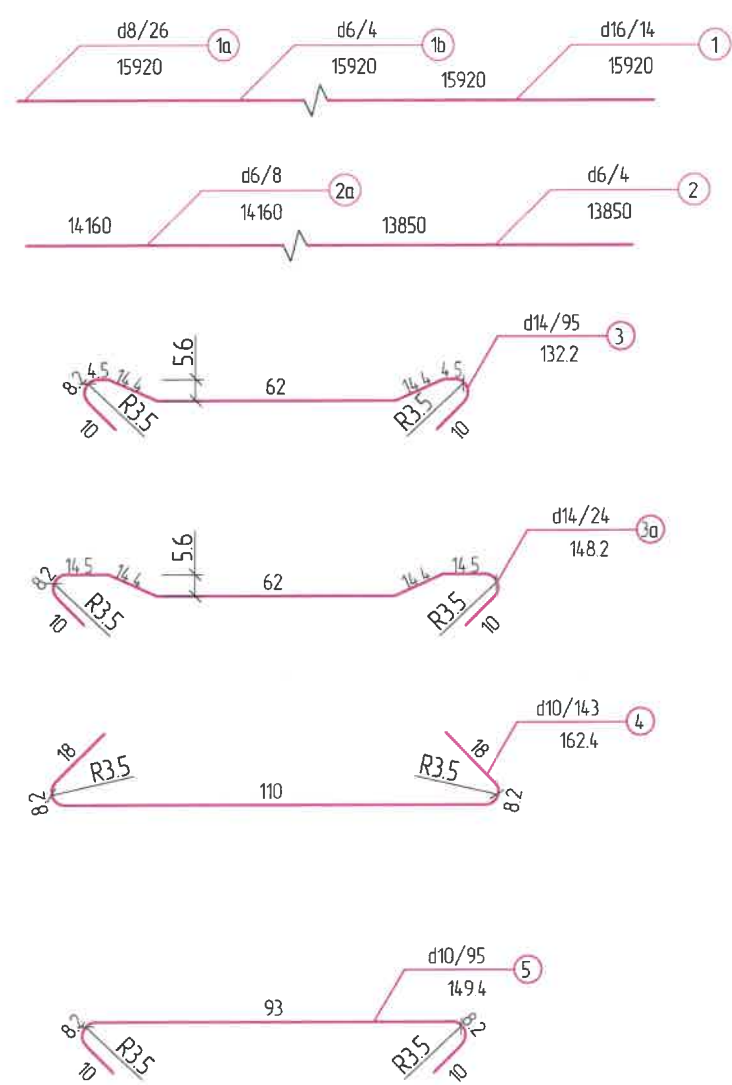 d8/26 1a d6/4 1b d16/14 1
15920 15920 15920 15920
d6/8 2a d6/4 2
14160 14160 13850 13850
d14/95 3
132.2
5.6
8.2 4.5 14.4 62 14.4 4.5
R3.5 R3.5
10 10
d14/24 3a
148.2
5.6
8.2 14.5 14.4 62 14.4 14.5
R3.5 R3.5
10 10
d10/143 4
162.4
18 18
R3.5 R3.5
8.2 110 8.2
d10/95 5
149.4
93
8.2 8.2
R3.5 R3.5
10 10